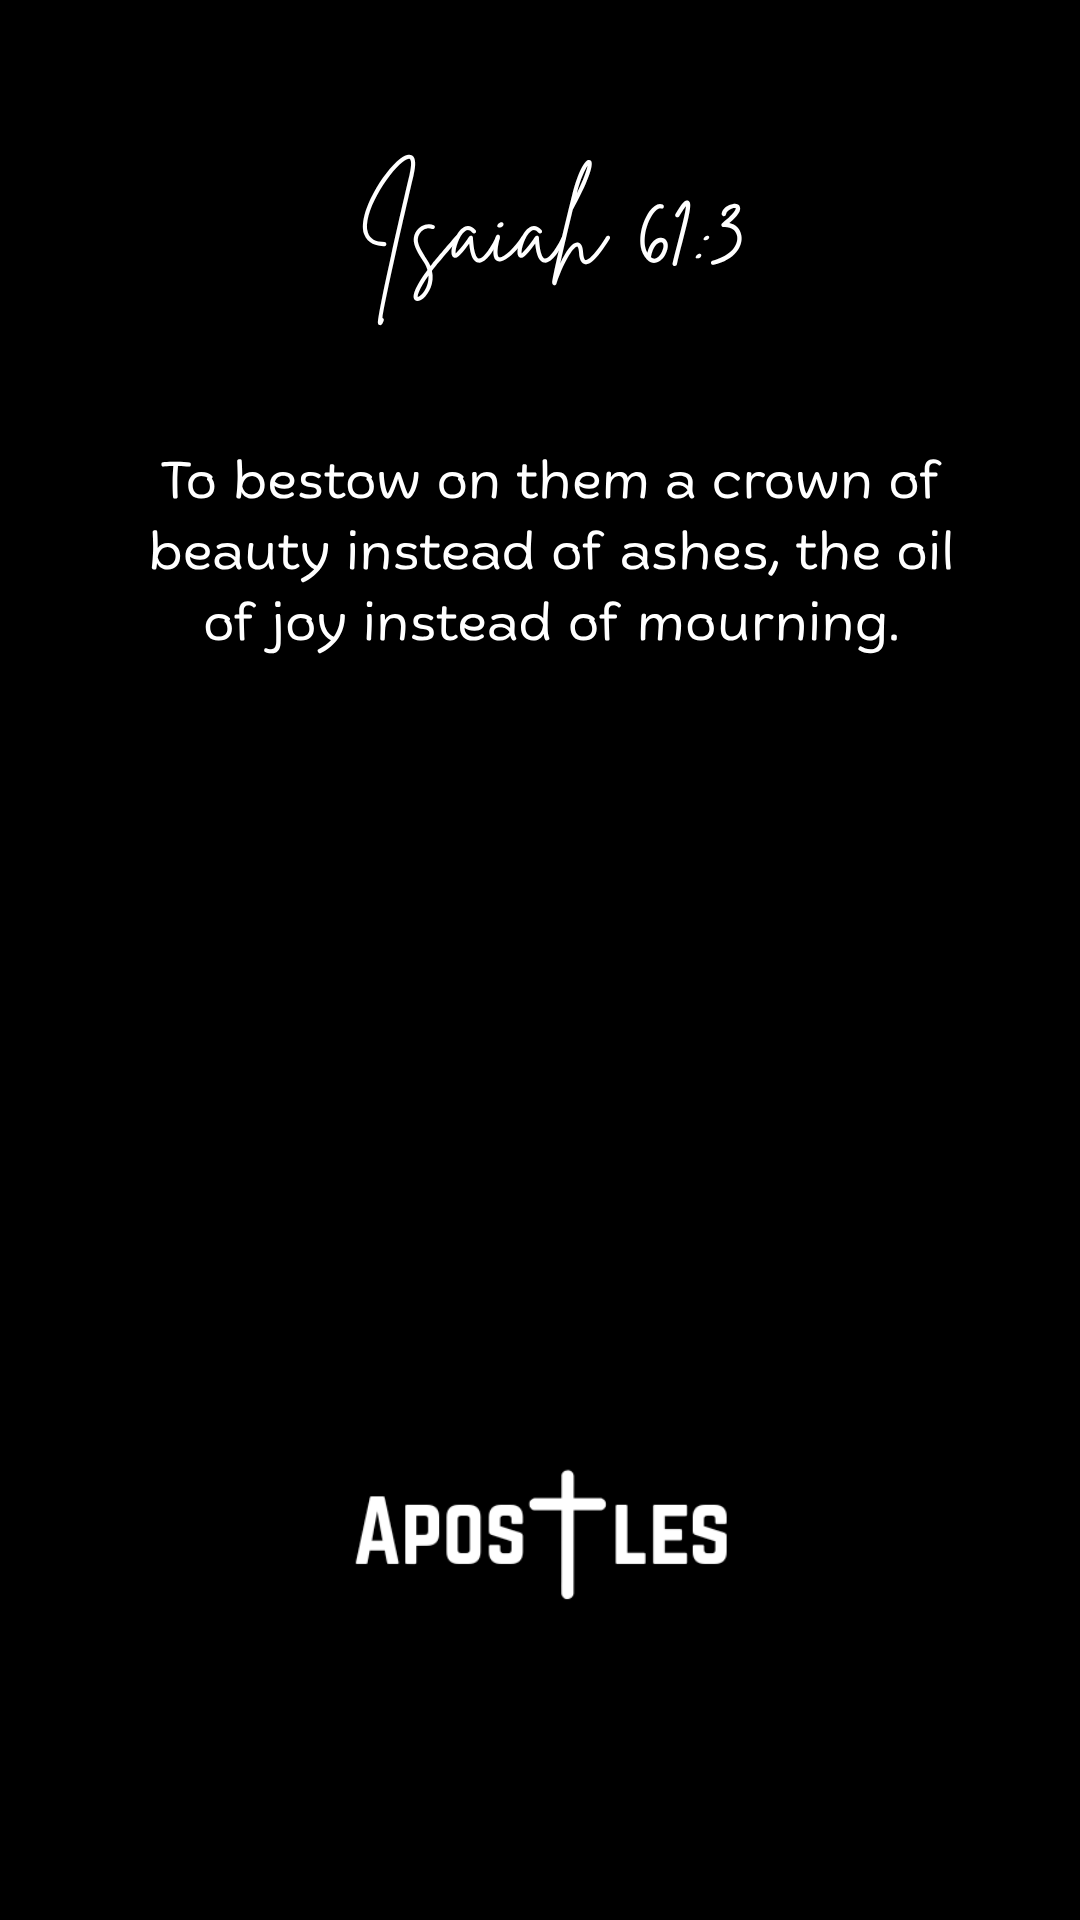 Isaiah 61:3
To bestow on them a crown of
beauty instead of ashes, the oil
of joy instead of mourning.
APOSTLES